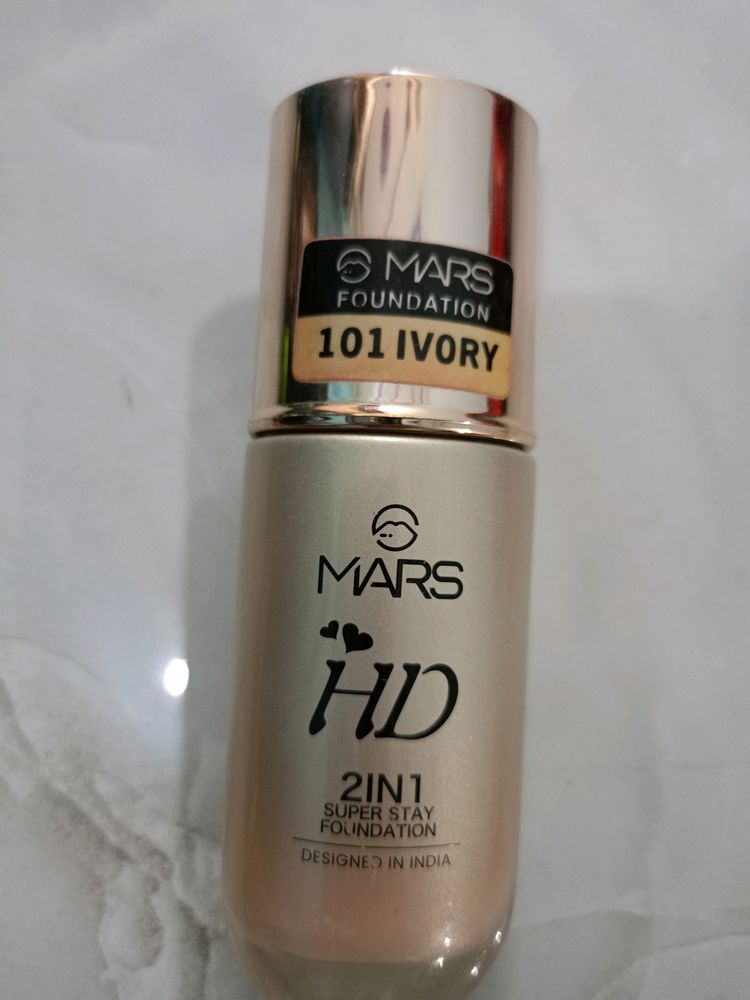 MARS
FOUNDATION
101 IVORY
MARS
HD
2IN1
SUPER STAY
FOUNDATION
DESIGNED IN INDIA